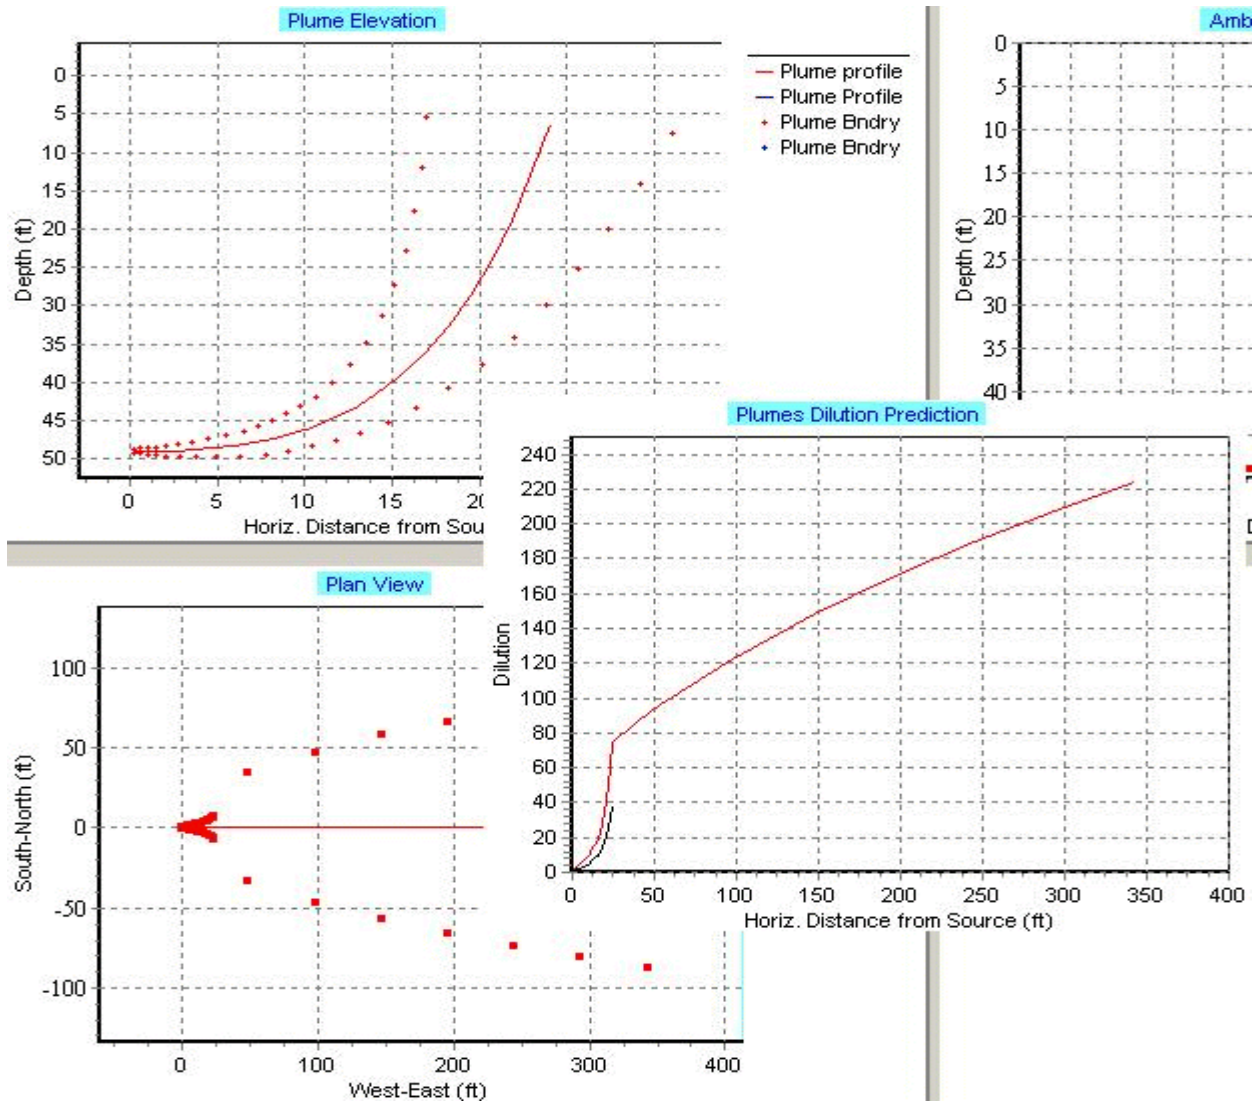 Plume Elevation
0
5
10
15
20
25
30
35
40
45
50
Depth (ft)
0 5 10 15 20
Horiz. Distance from Sou
Plume profile
Plume Profile
Plume Bndry
Plume Bndry
Amb
0
5
10
15
20
25
30
35
40
Depth (ft)
Plumes Dilution Prediction
240
220
200
180
160
140
120
100
80
60
40
20
0
Dilution
0 50 100 150 200 250 300 350 400
Horiz. Distance from Source (ft)
Plan View
100
50
0
-50
-100
South-North (ft)
0 100 200 300 400
West-East (ft)